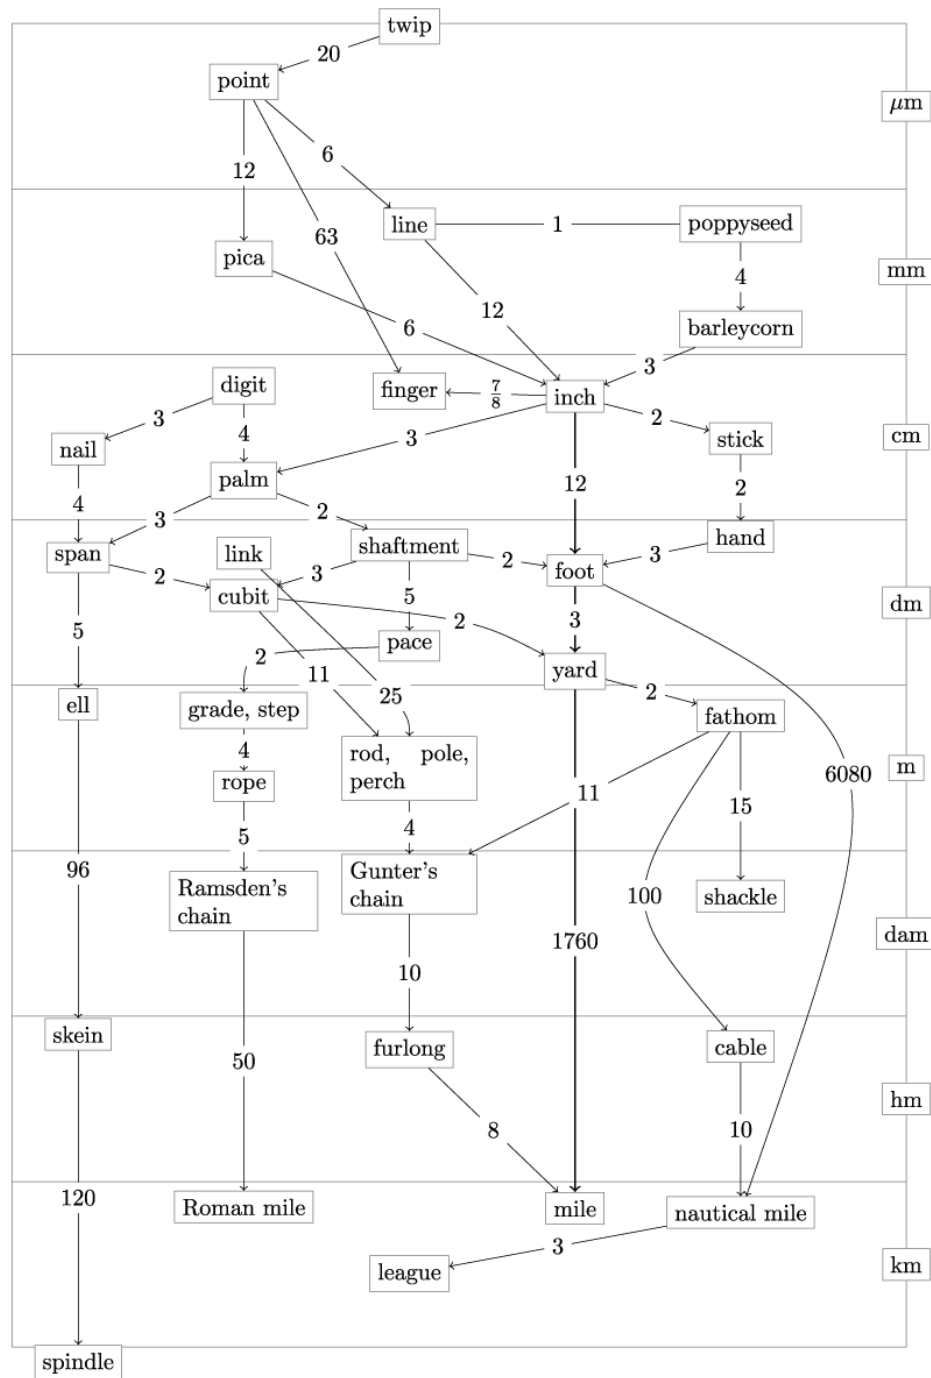 twip
20
point
μm
12
6
63
line
1
poppyseed
pica
mm
4
12
6
barleycorn
3
digit
finger
7/8
inch
3
2
nail
4
3
stick
cm
palm
4
12
2
3
2
span
link
shaftment
hand
2
3
2
3
foot
cubit
5
dm
5
2
3
pace
2
yard
11
25
2
ell
grade, step
fathom
4
rod, pole,
perch
rope
6080
m
11
15
5
4
96
Ramsden's
chain
Gunter's
chain
100
shackle
1760
dam
10
skein
furlong
cable
50
hm
8
10
120
Roman mile
mile
nautical mile
3
league
km
spindle